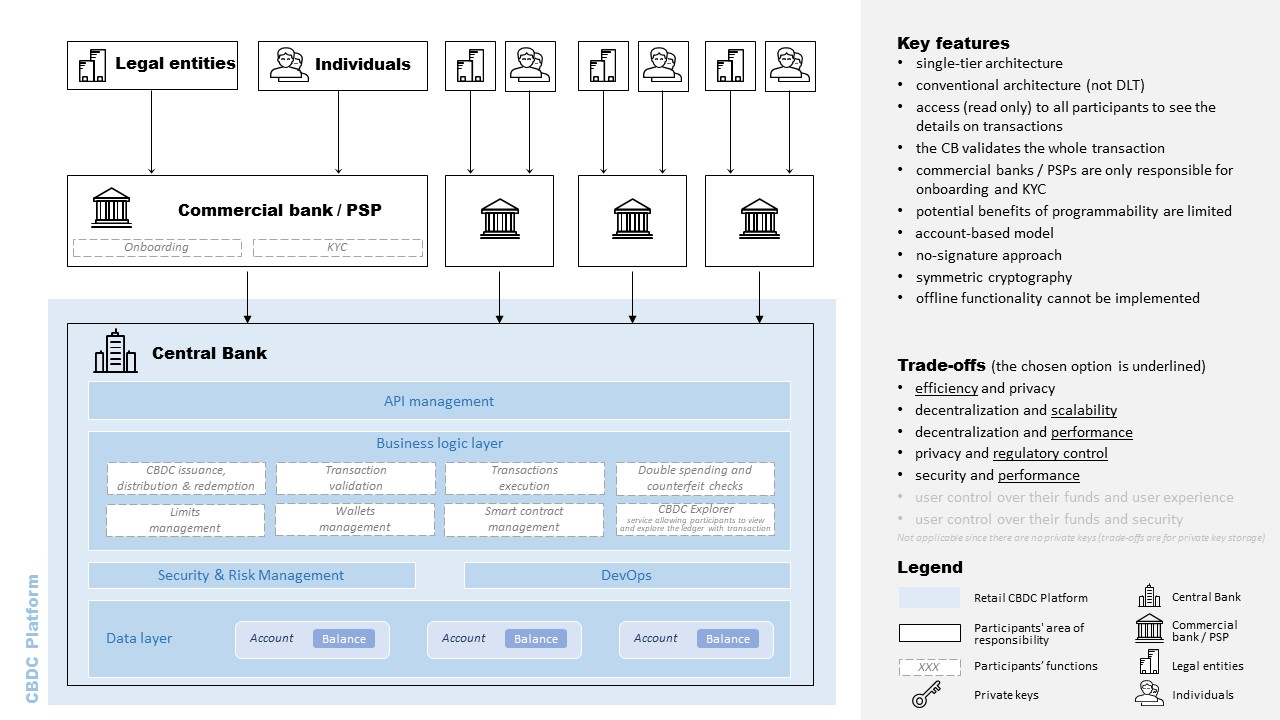 Legal entities
Individuals
Commercial bank / PSP
Onboarding
KYC
Central Bank
API management
Business logic layer
CBDC issuance,
distribution & redemption
Transaction
validation
Transactions
execution
Double spending and
counterfeit checks
Limits
management
Wallets
management
Smart contract
management
CBDC Explorer
service allowing participants to view
and explore the ledger with transaction
Security & Risk Management
DevOps
Data layer
Account
Balance
Account
Balance
Account
Balance
CBDC Platform
Key features
• single-tier architecture
• conventional architecture (not DLT)
• access (read only) to all participants to see the
details on transactions
• the CB validates the whole transaction
• commercial banks / PSPs are only responsible for
onboarding and KYC
• potential benefits of programmability are limited
• account-based model
• no-signature approach
• symmetric cryptography
• offline functionality cannot be implemented
Trade-offs (the chosen option is underlined)
• efficiency and privacy
• decentralization and scalability
• decentralization and performance
• privacy and regulatory control
• security and performance
• user control over their funds and user experience
• user control over their funds and security
Not applicable since there are no private keys (trade-offs are for private key storage)
Legend
Retail CBDC Platform
Participants' area of
responsibility
XXX
Participants' functions
Private keys
Central Bank
Commercial
bank / PSP
Legal entities
Individuals